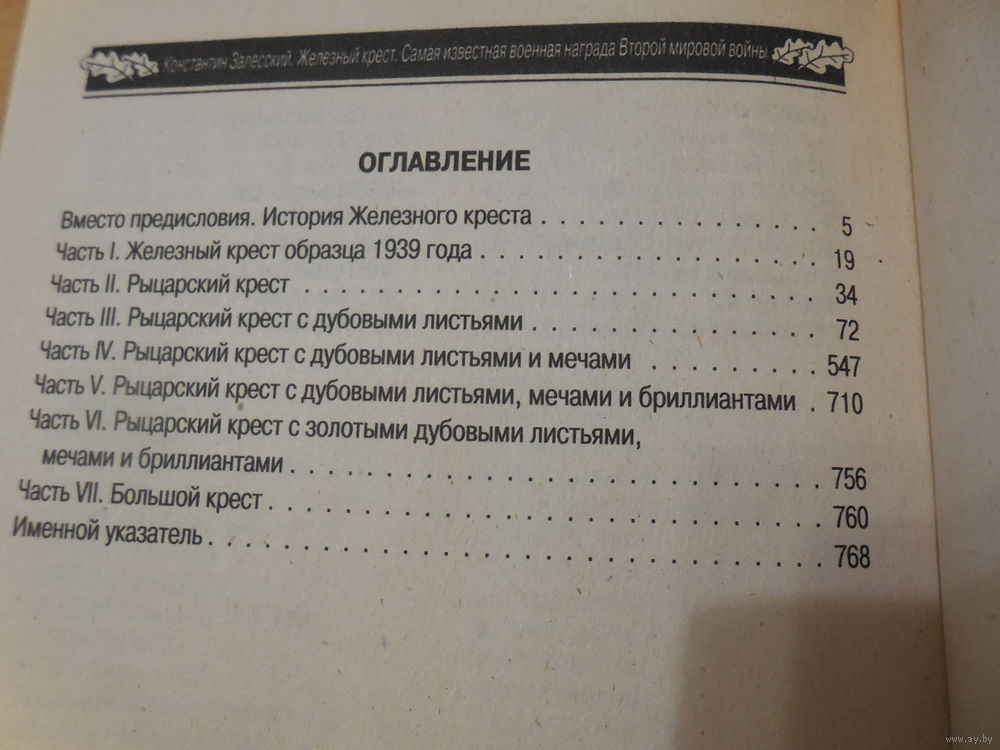 Константин Залесский. Железный крест. Самая известная военная награда Второй мировой войны
ОГЛАВЛЕНИЕ
Вместо предисловия. История Железного креста . . . . . . . . . . . . . . . . 5
Часть I. Железный крест образца 1939 года . . . . . . . . . . . . . . . . . . . 19
Часть II. Рыцарский крест . . . . . . . . . . . . . . . . . . . . . . . . . . . . . 34
Часть III. Рыцарский крест с дубовыми листьями . . . . . . . . . . . . . . . . 72
Часть IV. Рыцарский крест с дубовыми листьями и мечами . . . . . . . . . . 547
Часть V. Рыцарский крест с дубовыми листьями, мечами и бриллиантами . 710
Часть VI. Рыцарский крест с золотыми дубовыми листьями,
мечами и бриллиантами . . . . . . . . . . . . . . . . . . . . . . . . . . . . . . 756
Часть VII. Большой крест . . . . . . . . . . . . . . . . . . . . . . . . . . . . . . . 760
Именной указатель . . . . . . . . . . . . . . . . . . . . . . . . . . . . . . . . . . 768
www.ay.by